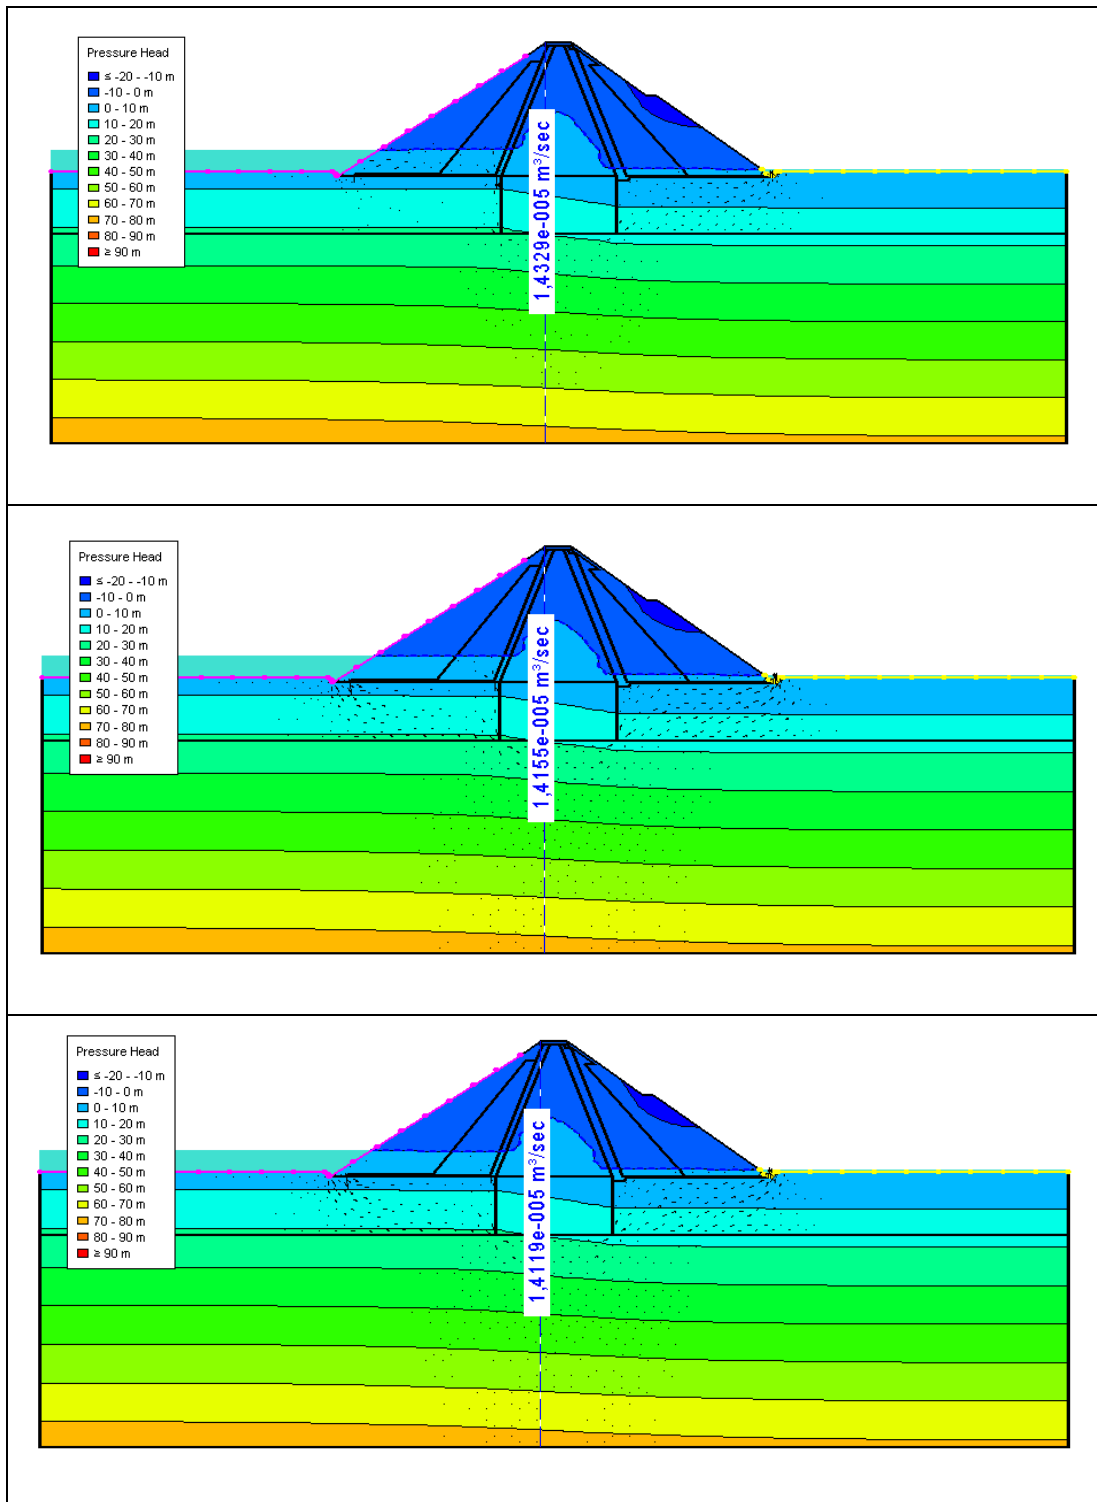 Pressure Head
≤ -20 - -10 m
-10 - 0 m
0 - 10 m
10 - 20 m
20 - 30 m
30 - 40 m
40 - 50 m
50 - 60 m
60 - 70 m
70 - 80 m
80 - 90 m
≥ 90 m
1,4329e-005 m³/sec
Pressure Head
≤ -20 - -10 m
-10 - 0 m
0 - 10 m
10 - 20 m
20 - 30 m
30 - 40 m
40 - 50 m
50 - 60 m
60 - 70 m
70 - 80 m
80 - 90 m
≥ 90 m
1,4155e-005 m³/sec
Pressure Head
≤ -20 - -10 m
-10 - 0 m
0 - 10 m
10 - 20 m
20 - 30 m
30 - 40 m
40 - 50 m
50 - 60 m
60 - 70 m
70 - 80 m
80 - 90 m
≥ 90 m
1,4119e-005 m³/sec